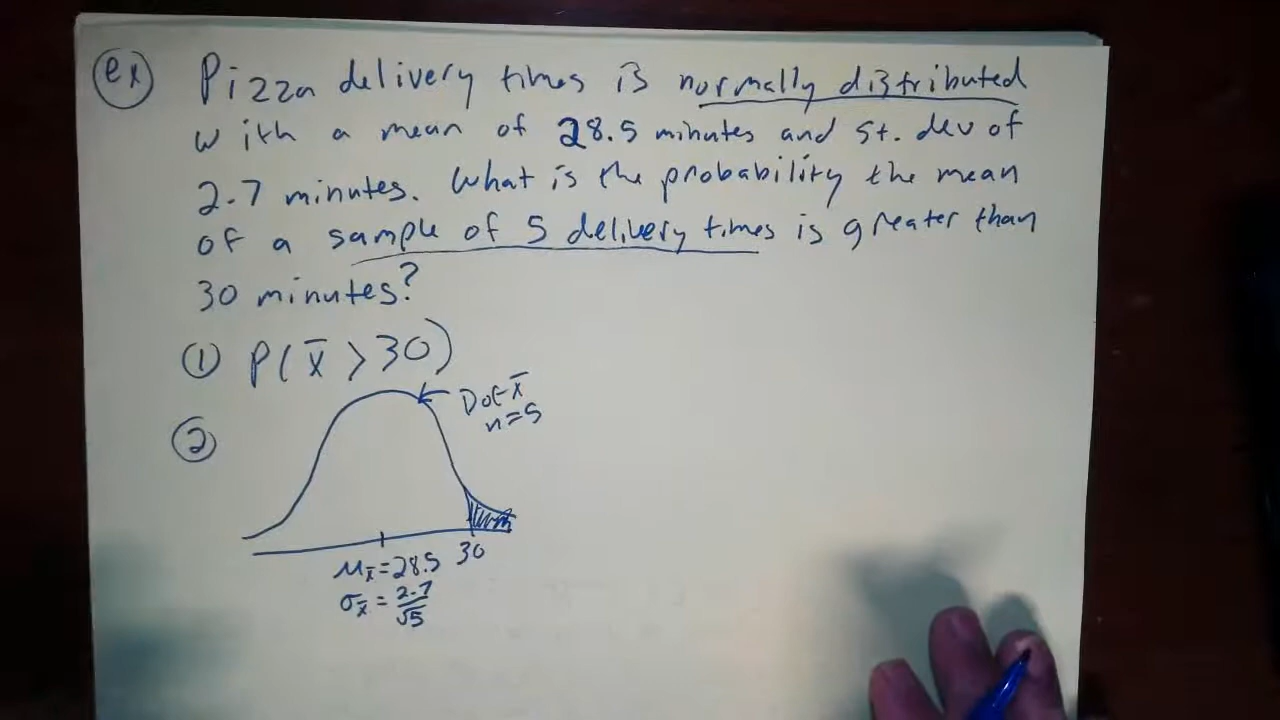 ex Pizza delivery times is normally distributed
with a mean of 28.5 minutes and st. dev of
2.7 minutes. What is the probability the mean
of a sample of 5 delivery times is greater than
30 minutes?
① P( x̄ > 30)
② Dof x̄
n=5
30
μx̄ = 28.5
σx̄ = 2.7/√5